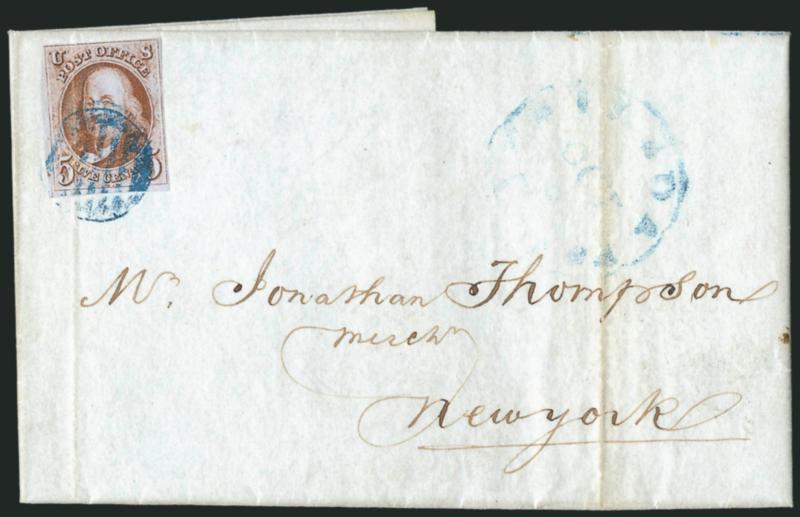 U S
POST OFFICE
5 FIVE CENTS 5
Mr. Jonathan Thompson
merch
Newyork